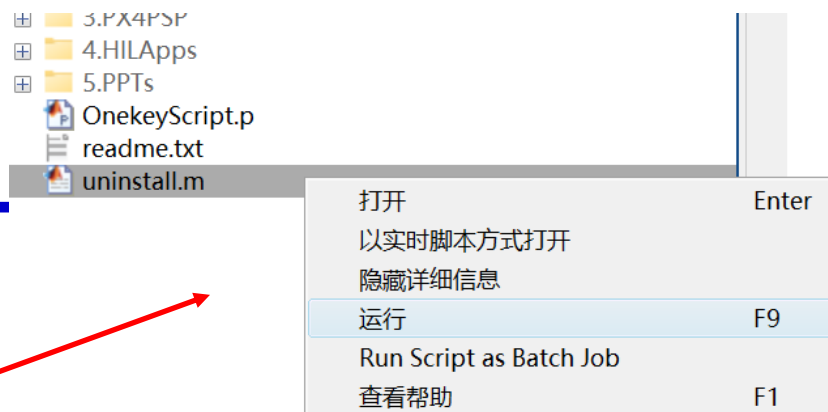 3.PX4PSP
4.HILApps
5.PPTs
OnekeyScript.p
readme.txt
uninstall.m
打开 Enter
以实时脚本方式打开
隐藏详细信息
运行 F9
Run Script as Batch Job
查看帮助 F1